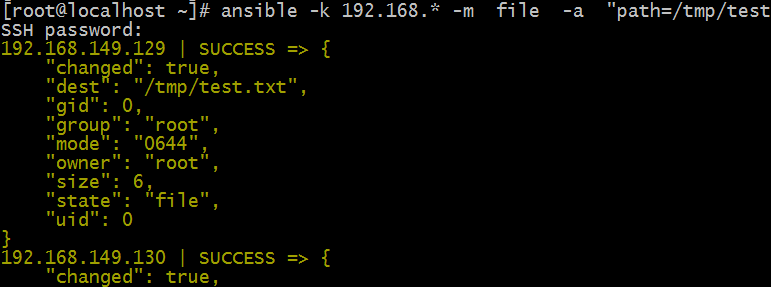 [root@localhost ~]# ansible -k 192.168.* -m  file  -a  "path=/tmp/test
SSH password:
192.168.149.129 | SUCCESS => {
    "changed": true,
    "dest": "/tmp/test.txt",
    "gid": 0,
    "group": "root",
    "mode": "0644",
    "owner": "root",
    "size": 6,
    "state": "file",
    "uid": 0
}
192.168.149.130 | SUCCESS => {
    "changed": true,